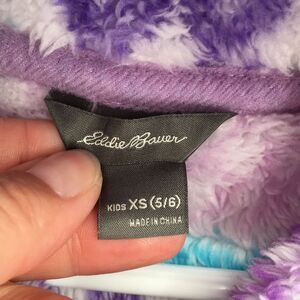 Eddie Bauer
KIDS XS (5/6)
MADE IN CHINA